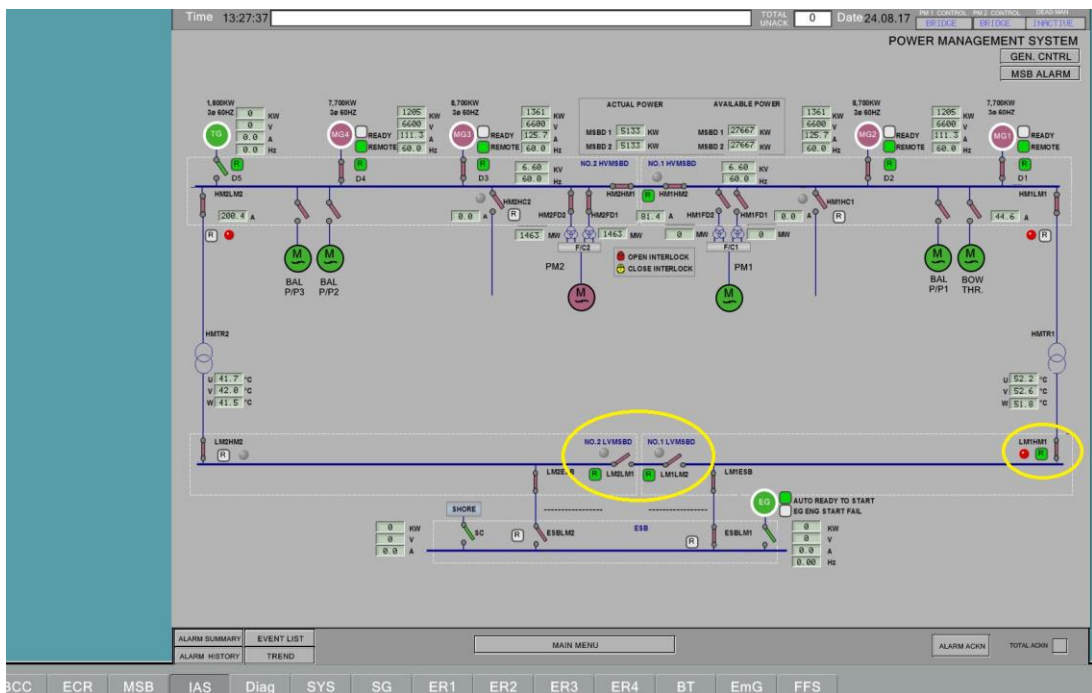 Time 13:27:37
TOTAL UNACK 0
Date 24.08.17
PM 1 CONTROL BRIDGE
PM 2 CONTROL BRIDGE
DEAD MAN INACTIVE
POWER MANAGEMENT SYSTEM
GEN. CNTRL
MSB ALARM
1,800KW
3ø 60HZ
TG
0 KW
0 V
0.0 A
0.0 Hz
R
D5
7,700KW
3ø 60HZ
MG4
READY
REMOTE
1205 KW
6600 V
111.3 A
60.0 Hz
R
D4
8,700KW
3ø 60HZ
MG3
READY
REMOTE
1361 KW
6600 V
125.7 A
60.0 Hz
R
D3
ACTUAL POWER
AVAILABLE POWER
MSBD 1 5133 KW
MSBD 1 27667 KW
MSBD 2 5133 KW
MSBD 2 27667 KW
1361 KW
6600 V
125.7 A
60.0 Hz
8,700KW
3ø 60HZ
MG2
READY
REMOTE
R
D2
1205 KW
6600 V
111.3 A
60.0 Hz
7,700KW
3ø 60HZ
MG1
READY
REMOTE
R
D1
NO.2 HVMSBD
NO.1 HVMSBD
6.60 KV
60.0 Hz
6.60 KV
60.0 Hz
HM2HM1
R
HM1HM2
HM2LM2
200.4 A
R
HM2HC2
0.0 A
R
HM2FD2
HM2FD1
81.4 A
HM1FD2
HM1FD1
0.0 A
HM1HC1
R
HM1LM1
44.6 A
R
1463 MW
1463 MW
0 MW
0 MW
F/C2
F/C1
M
BAL P/P3
M
BAL P/P2
PM2
M
OPEN INTERLOCK
CLOSE INTERLOCK
PM1
M
M
BAL P/P1
M
BOW THR.
HMTR2
U 41.7 °C
V 42.0 °C
W 41.5 °C
HMTR1
U 52.2 °C
V 52.6 °C
W 51.8 °C
LM2HM2
R
NO.2 LVMSBD
NO.1 LVMSBD
R
LM2LM1
R
LM1LM2
LM1HM1
R
LM2ESB
LM1ESB
SHORE
SC
R
ESBLM2
ESB
R
ESBLM1
EG
AUTO READY TO START
EG ENG START FAIL
0 KW
0 V
0.0 A
0 KW
0 V
0.0 A
0.00 Hz
ALARM SUMMARY
EVENT LIST
ALARM HISTORY
TREND
MAIN MENU
ALARM ACKN
TOTAL ACKN
BCC ECR MSB IAS Diag SYS SG ER1 ER2 ER3 ER4 BT EmG FFS